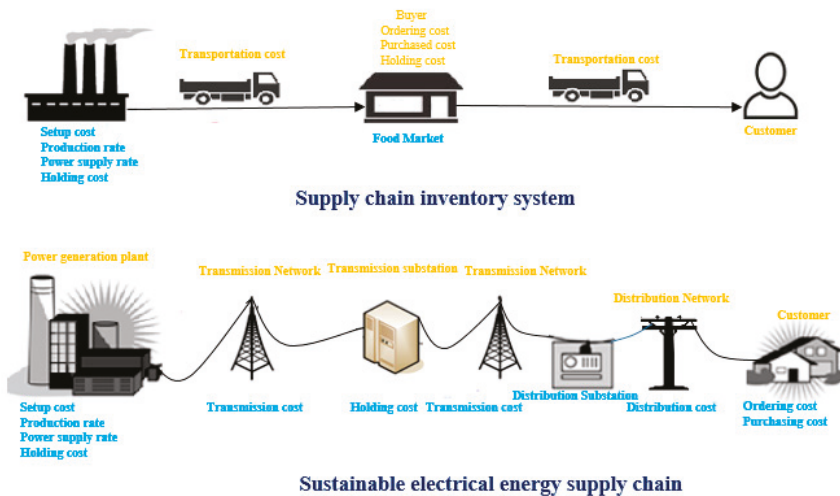 Buyer
Ordering cost
Purchased cost
Holding cost
Transportation cost
Transportation cost
Setup cost
Production rate
Power supply rate
Holding cost
Food Market
Customer
Supply chain inventory system
Power generation plant
Transmission Network
Transmission substation
Transmission Network
Distribution Network
Customer
Setup cost
Production rate
Power supply rate
Holding cost
Transmission cost
Holding cost
Transmission cost
Distribution Substation
Distribution cost
Ordering cost
Purchasing cost
Sustainable electrical energy supply chain